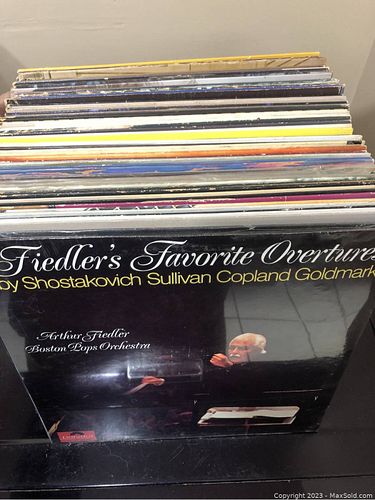 Fiedler's Favorite Overtures
by Shostakovich Sullivan Copland Goldmark
Arthur Fiedler
Boston Pops Orchestra
Copyright 2023 - MaxSold.com